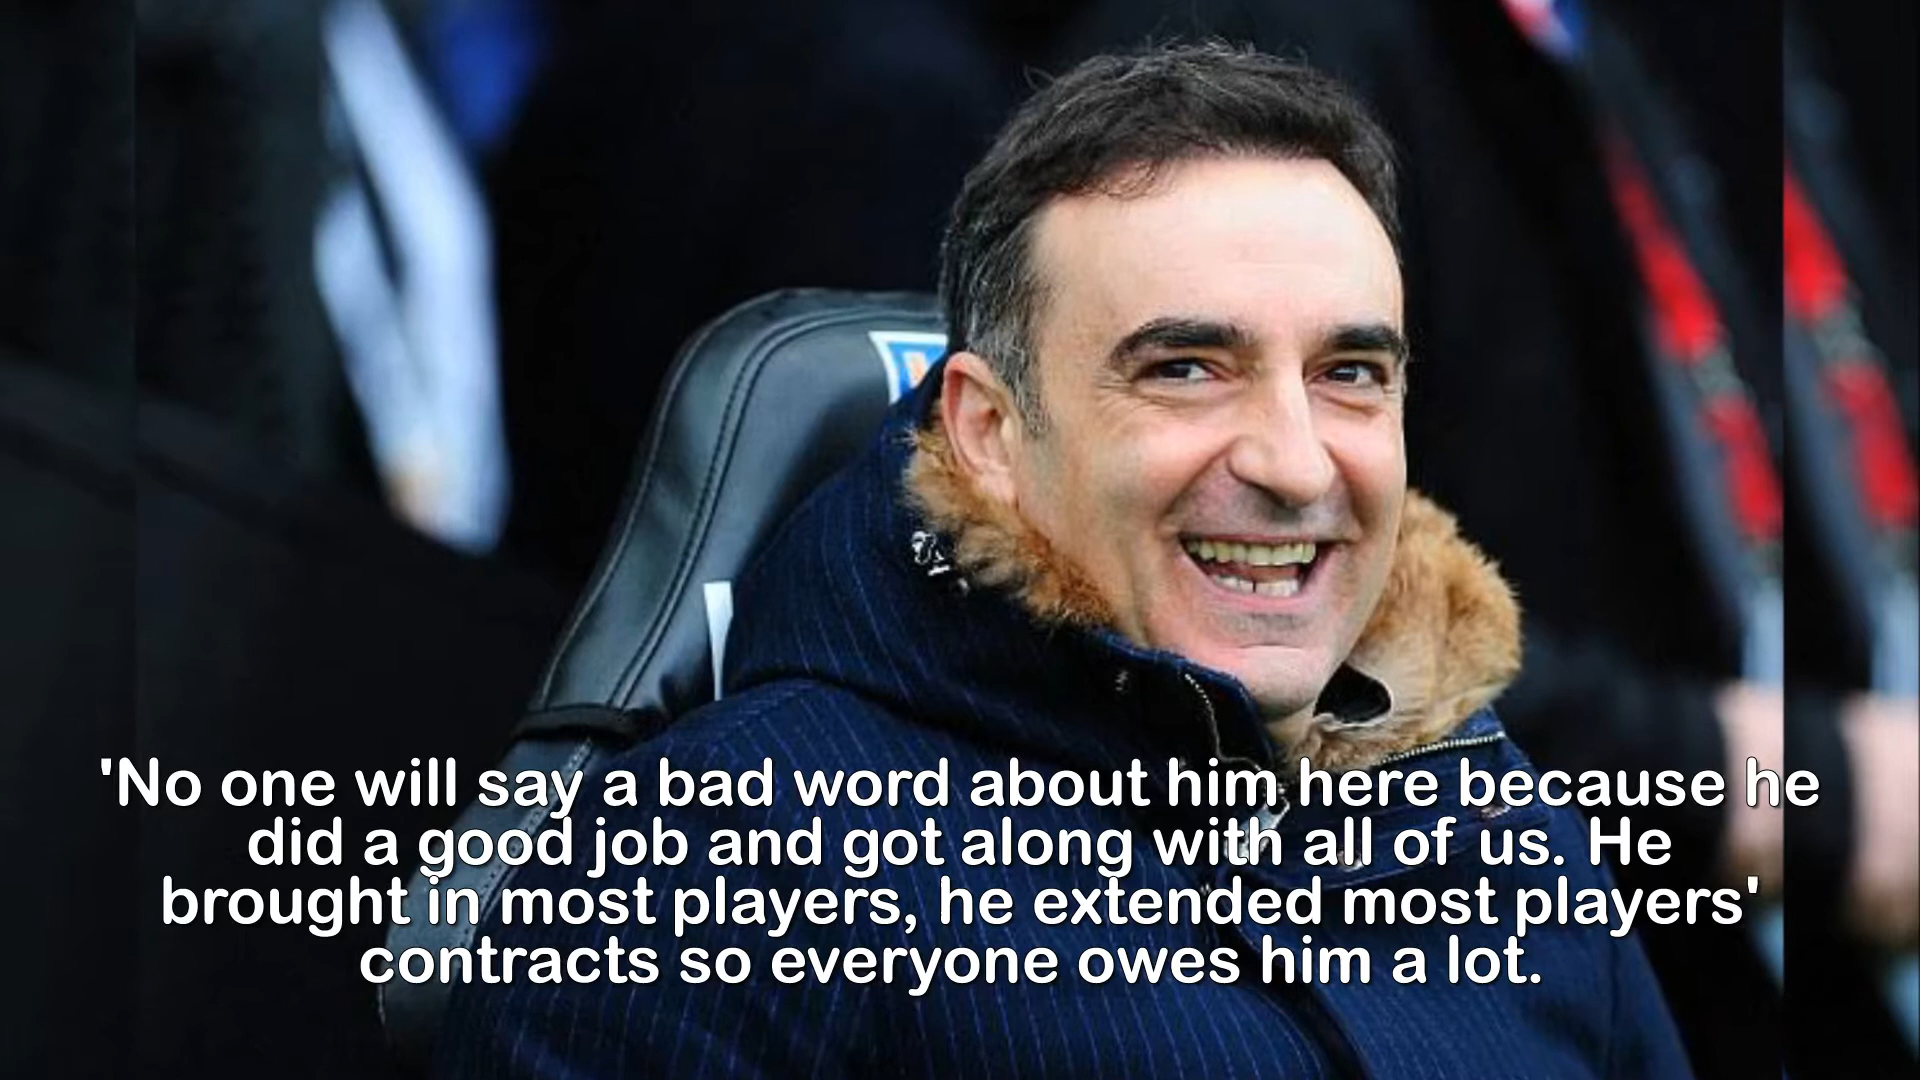 'No one will say a bad word about him here because he
did a good job and got along with all of us. He
brought in most players, he extended most players'
contracts so everyone owes him a lot.